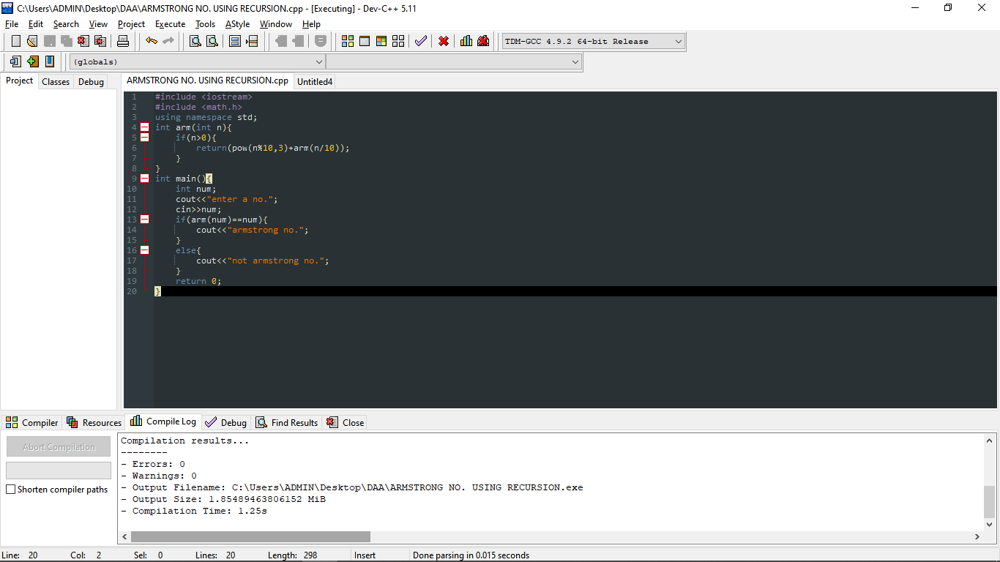 C:\Users\ADMIN\Desktop\DAA\ARMSTRONG NO. USING RECURSION.cpp - [Executing] - Dev-C++ 5.11
File Edit Search View Project Execute Tools AStyle Window Help
TDM-GCC 4.9.2 64-bit Release
(globals)
Project Classes Debug ARMSTRONG NO. USING RECURSION.cpp Untitled4
1 #include <iostream>
2 #include <math.h>
3 using namespace std;
4 int arm(int n){
5 if(n>0){
6 return(pow(n%10,3)+arm(n/10));
7 }
8 }
9 int main(){
10 int num;
11 cout<<"enter a no.";
12 cin>>num;
13 if(arm(num)==num){
14 cout<<"armstrong no.";
15 }
16 else{
17 cout<<"not armstrong no.";
18 }
19 return 0;
20 }
Compiler Resources Compile Log Debug Find Results Close
Abort Compilation
Shorten compiler paths
Compilation results...
--------
- Errors: 0
- Warnings: 0
- Output Filename: C:\Users\ADMIN\Desktop\DAA\ARMSTRONG NO. USING RECURSION.exe
- Output Size: 1.85489463806152 MiB
- Compilation Time: 1.25s
Line: 20 Col: 2 Sel: 0 Lines: 20 Length: 298 Insert Done parsing in 0.015 seconds